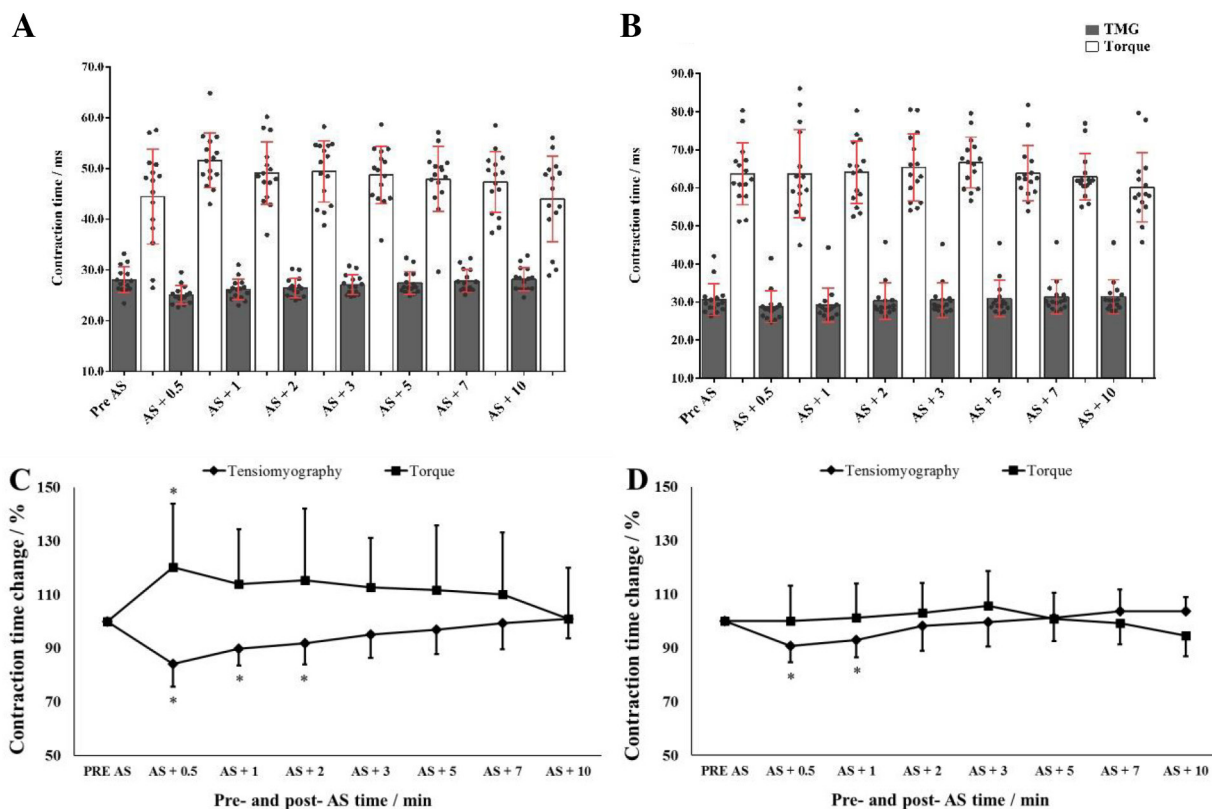 A
Contraction time / ms
70.0
60.0
50.0
40.0
30.0
20.0
10.0
Pre AS
AS + 0.5
AS + 1
AS + 2
AS + 3
AS + 5
AS + 7
AS + 10
B
TMG
Torque
Contraction time / ms
90.0
80.0
70.0
60.0
50.0
40.0
30.0
20.0
10.0
Pre AS
AS + 0.5
AS + 1
AS + 2
AS + 3
AS + 5
AS + 7
AS + 10
C
Tensiomyography
Torque
Contraction time change / %
150
130
110
90
70
50
*
*
*
*
PRE AS
AS + 0.5
AS + 1
AS + 2
AS + 3
AS + 5
AS + 7
AS + 10
Pre- and post- AS time / min
D
Tensiomyography
Torque
Contraction time change / %
150
130
110
90
70
50
*
*
PRE AS
AS + 0.5
AS + 1
AS + 2
AS + 3
AS + 5
AS + 7
AS + 10
Pre- and post- AS time / min